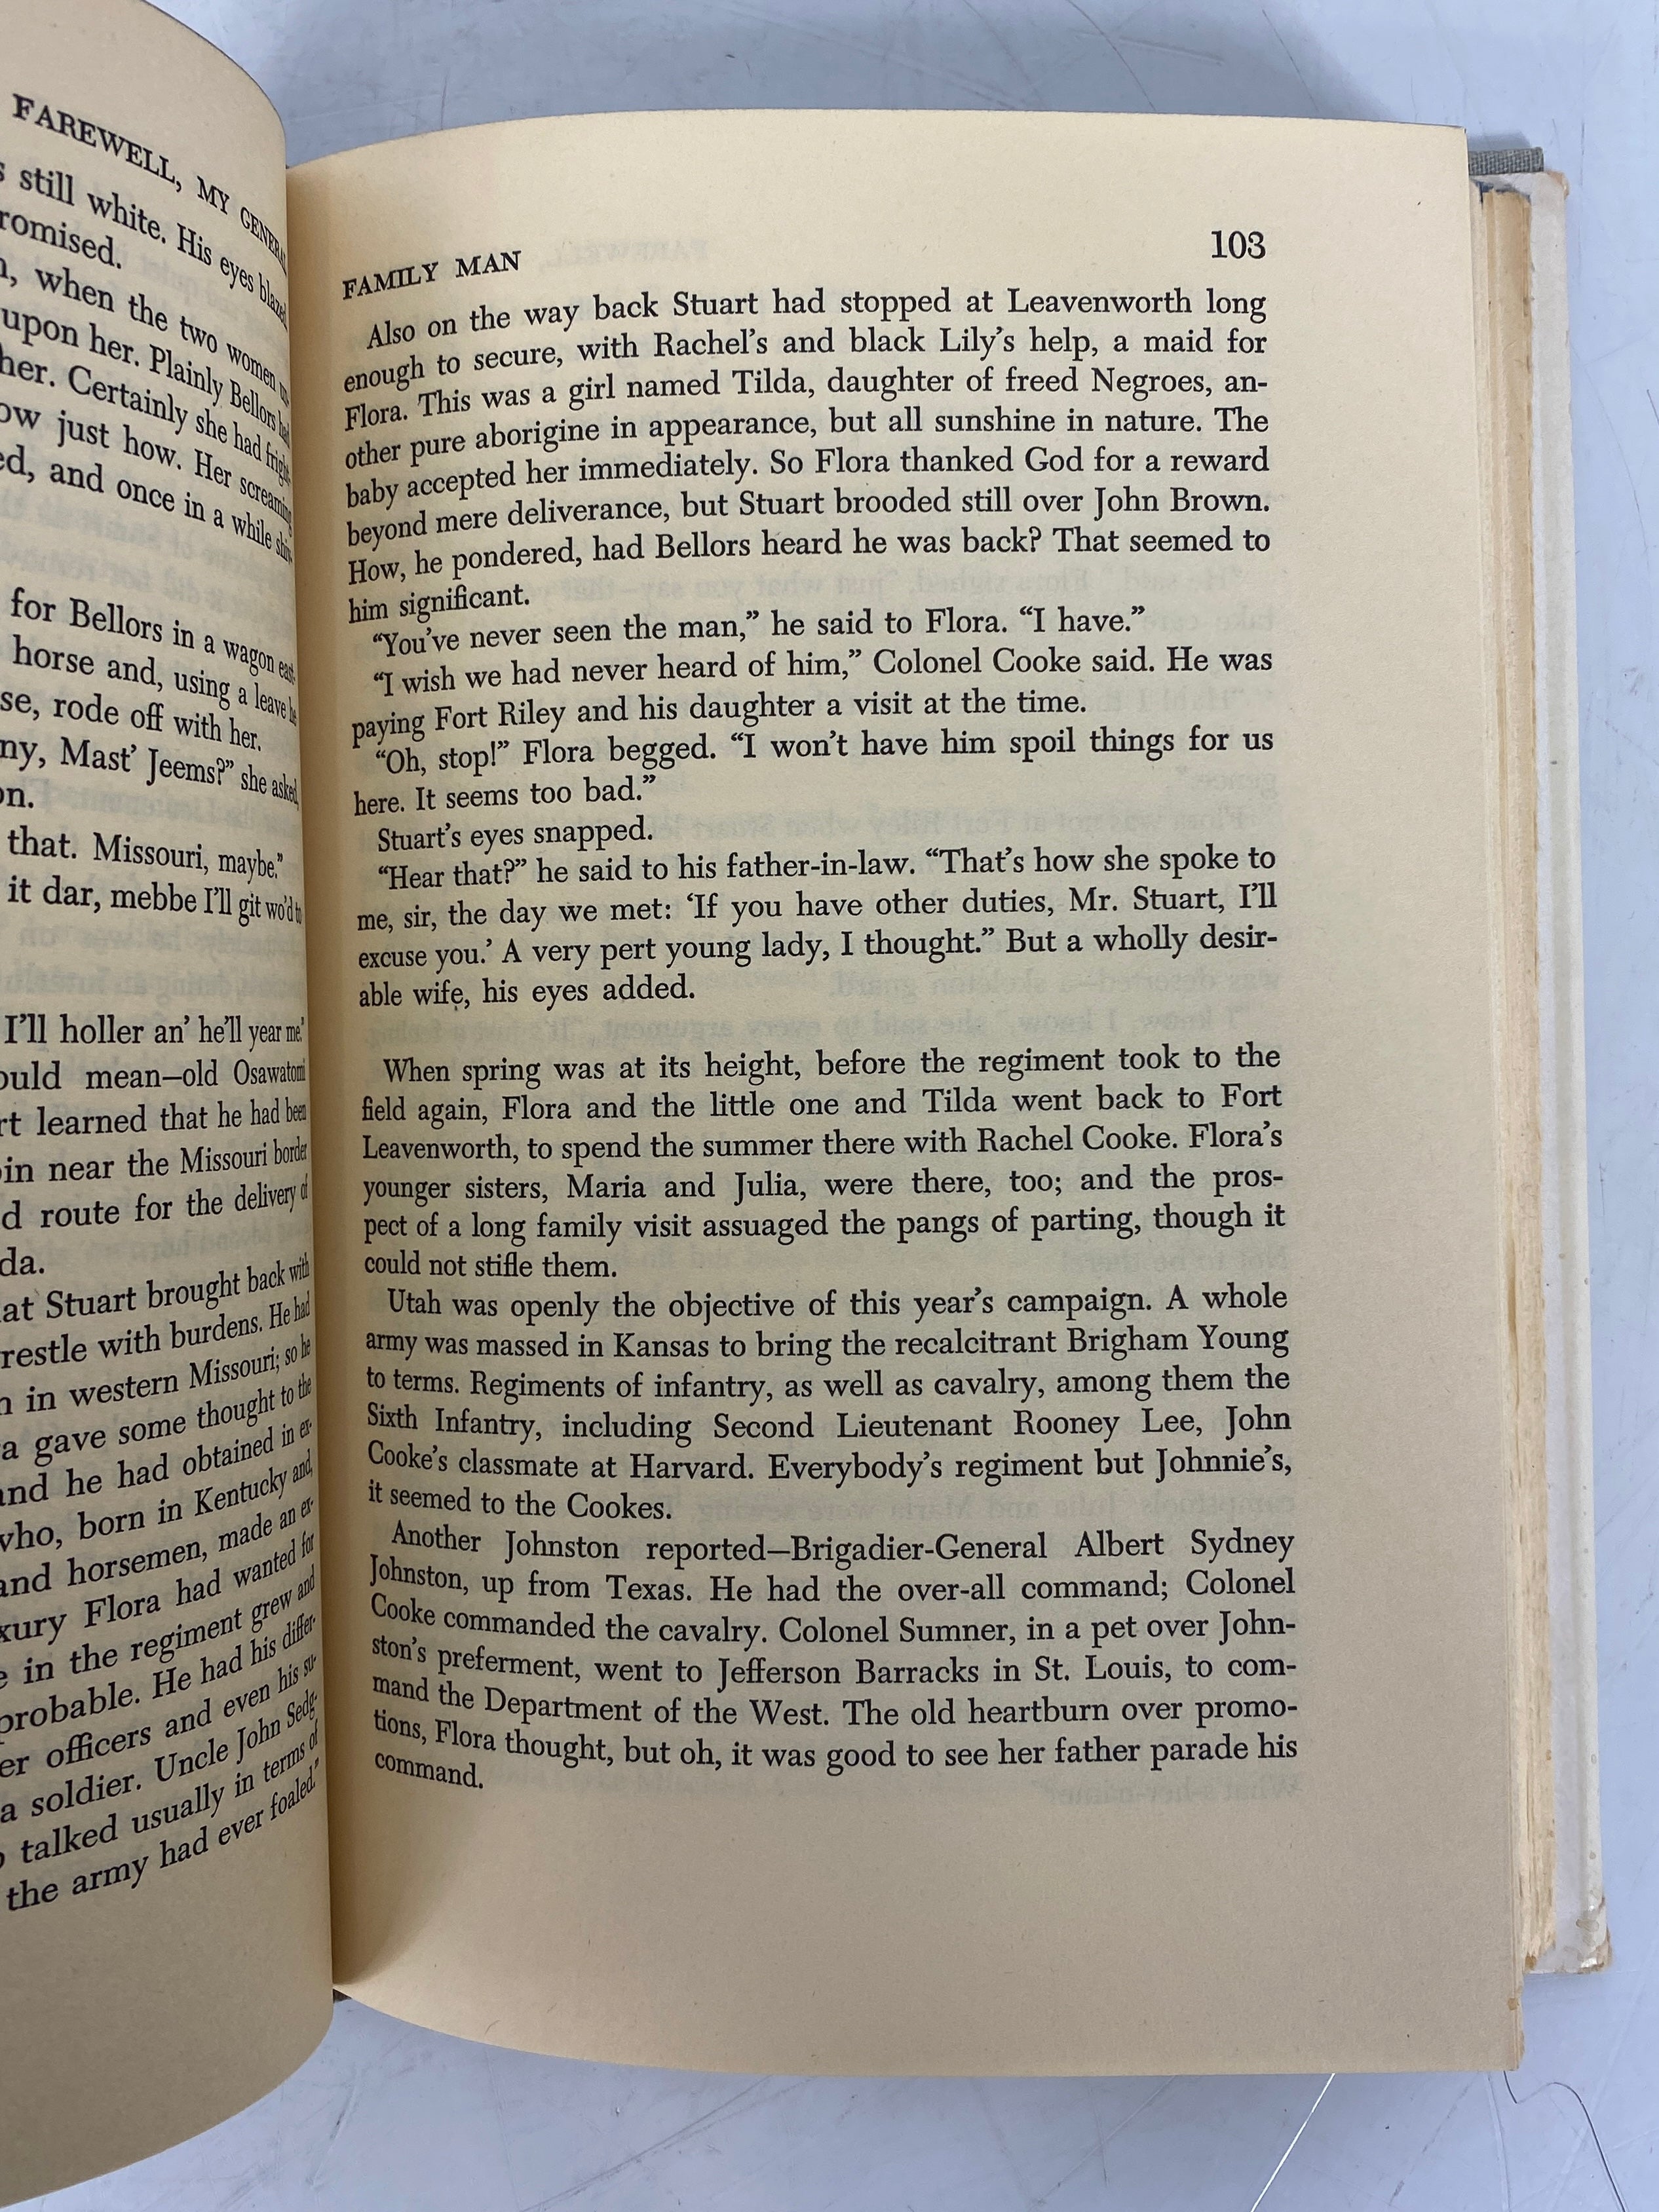 FAREWELL, MY GENERAL
still white. His eyes blazed
romised.
when the two women
upon her. Plainly Bellors had
her. Certainly she had
just how. Her screaming
and once in a while
for Bellors in a wagon
horse and, using a leave
rode off with her.
Mast' Jeems?" she asked,
that. Missouri, maybe."
it dar, mebbe I'll git
I'll holler an' he'll year me."
ould mean—old Osawatomi
learned that he had been
in near the Missouri border
route for the delivery of
da.
at Stuart brought back with
restle with burdens. He had
in western Missouri; so he
gave some thought to the
and he had obtained in
who, born in Kentucky and,
and horsemen, made an
xury Flora had wanted for
in the regiment grew and
probable. He had his differ-
er officers and even his su-
a soldier. Uncle John Sedg-
talked usually in terms of
the army had ever foaled."
FAMILY MAN 103
Also on the way back Stuart had stopped at Leavenworth long
enough to secure, with Rachel's and black Lily's help, a maid for
Flora. This was a girl named Tilda, daughter of freed Negroes, an-
other pure aborigine in appearance, but all sunshine in nature. The
baby accepted her immediately. So Flora thanked God for a reward
beyond mere deliverance, but Stuart brooded still over John Brown.
How, he pondered, had Bellors heard he was back? That seemed to
him significant.
"You've never seen the man," he said to Flora. "I have."
"I wish we had never heard of him," Colonel Cooke said. He was
paying Fort Riley and his daughter a visit at the time.
"Oh, stop!" Flora begged. "I won't have him spoil things for us
here. It seems too bad."
Stuart's eyes snapped.
"Hear that?" he said to his father-in-law. "That's how she spoke to
me, sir, the day we met: 'If you have other duties, Mr. Stuart, I'll
excuse you.' A very pert young lady, I thought." But a wholly desir-
able wife, his eyes added.
When spring was at its height, before the regiment took to the
field again, Flora and the little one and Tilda went back to Fort
Leavenworth, to spend the summer there with Rachel Cooke. Flora's
younger sisters, Maria and Julia, were there, too; and the pros-
pect of a long family visit assuaged the pangs of parting, though it
could not stifle them.
Utah was openly the objective of this year's campaign. A whole
army was massed in Kansas to bring the recalcitrant Brigham Young
to terms. Regiments of infantry, as well as cavalry, among them the
Sixth Infantry, including Second Lieutenant Rooney Lee, John
Cooke's classmate at Harvard. Everybody's regiment but Johnnie's,
it seemed to the Cookes.
Another Johnston reported—Brigadier-General Albert Sydney
Johnston, up from Texas. He had the over-all command; Colonel
Cooke commanded the cavalry. Colonel Sumner, in a pet over John-
ston's preferment, went to Jefferson Barracks in St. Louis, to com-
mand the Department of the West. The old heartburn over promo-
tions, Flora thought, but oh, it was good to see her father parade his
command.